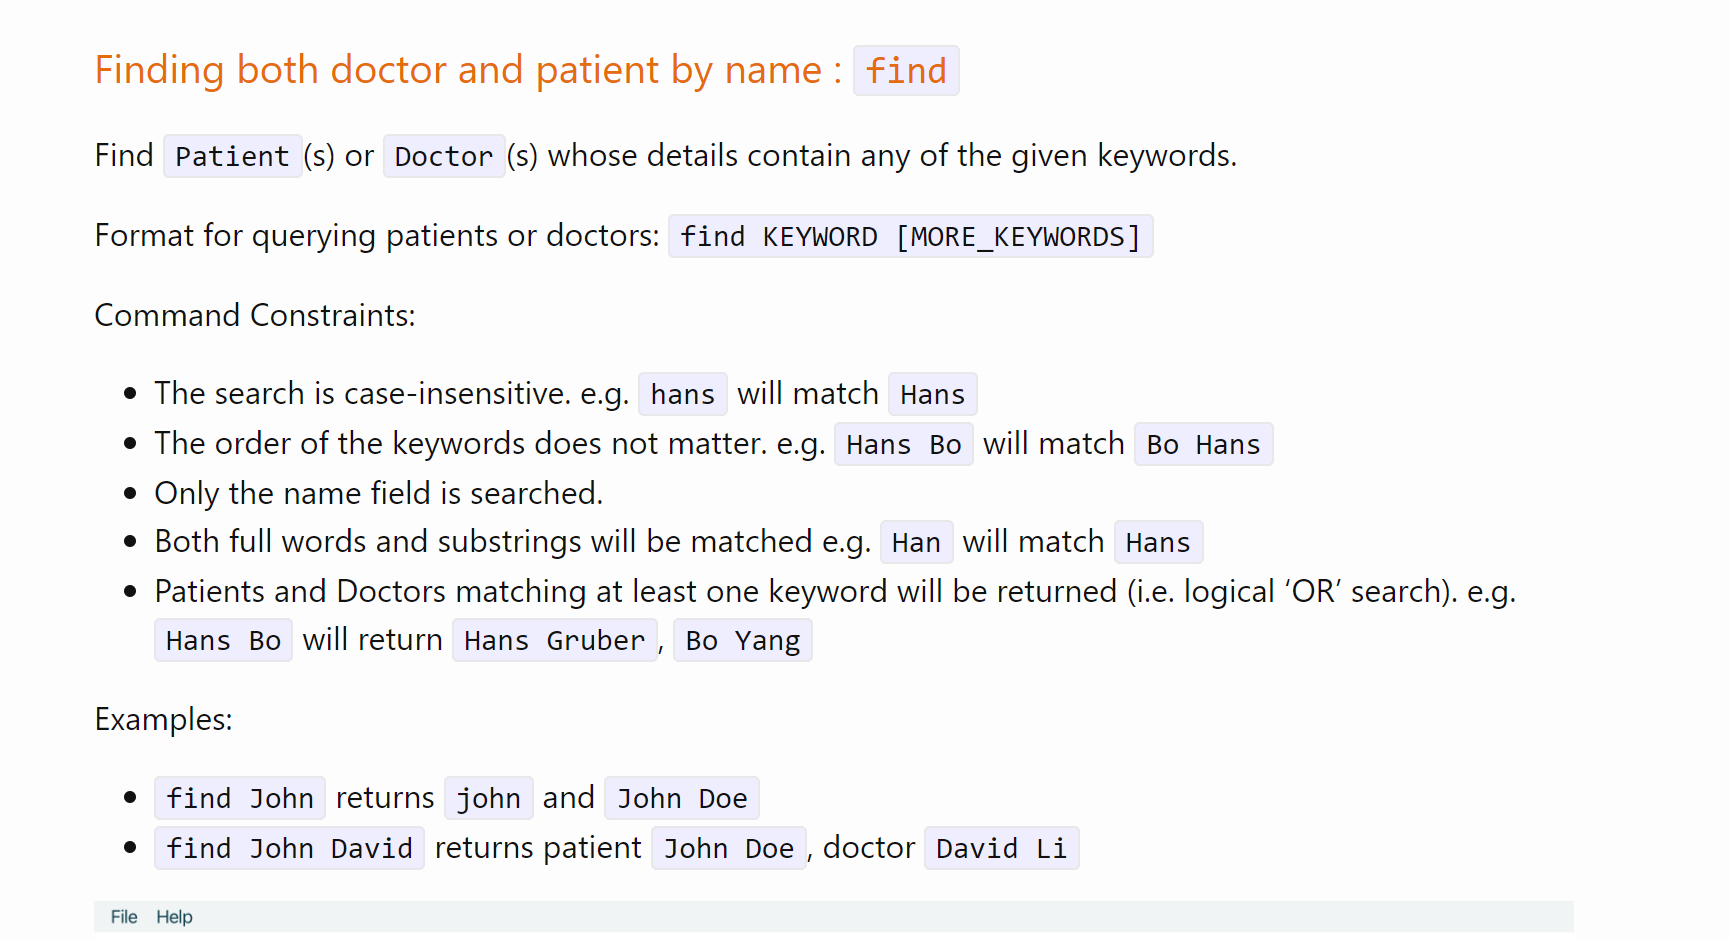 Finding both doctor and patient by name : find
Find Patient(s) or Doctor(s) whose details contain any of the given keywords.
Format for querying patients or doctors: find KEYWORD [MORE_KEYWORDS]
Command Constraints:
• The search is case-insensitive. e.g. hans will match Hans
• The order of the keywords does not matter. e.g. Hans Bo will match Bo Hans
• Only the name field is searched.
• Both full words and substrings will be matched e.g. Han will match Hans
• Patients and Doctors matching at least one keyword will be returned (i.e. logical ‘OR’ search). e.g.
Hans Bo will return Hans Gruber, Bo Yang
Examples:
• find John returns john and John Doe
• find John David returns patient John Doe, doctor David Li
File Help